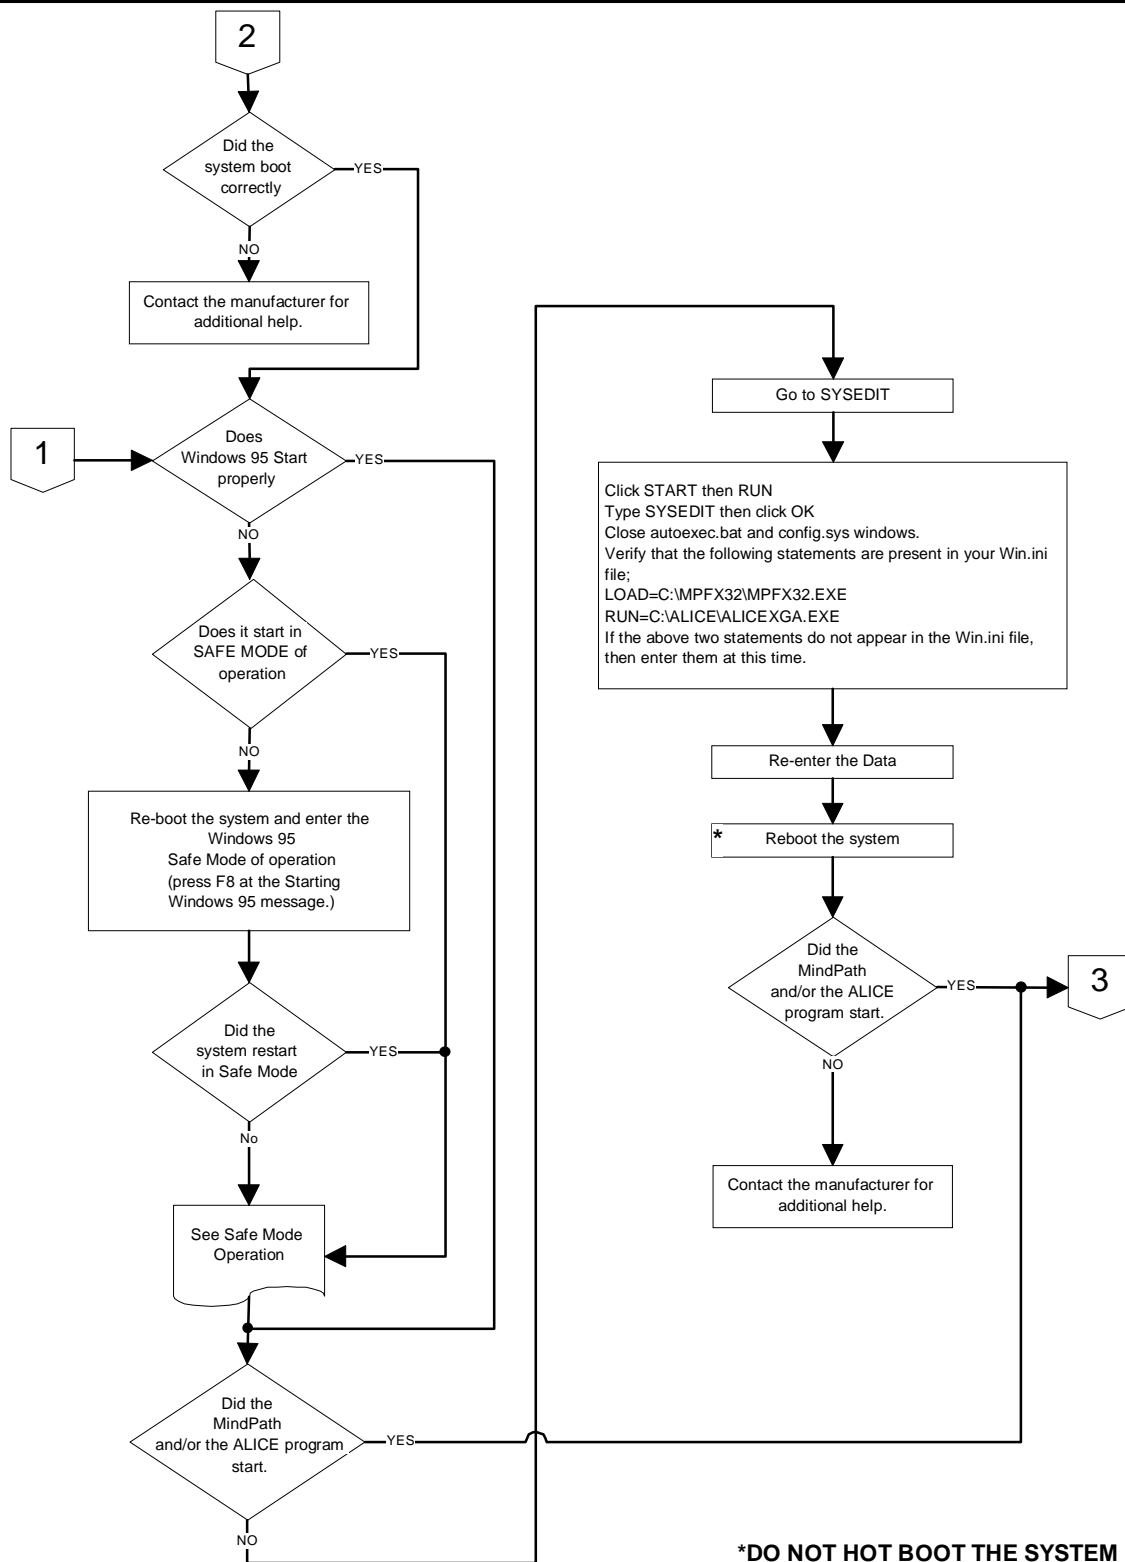 2
Did the
system boot
correctly
YES
NO
Contact the manufacturer for
additional help.
1
Does
Windows 95 Start
properly
YES
NO
Does it start in
SAFE MODE of
operation
YES
NO
Re-boot the system and enter the
Windows 95
Safe Mode of operation
(press F8 at the Starting
Windows 95 message.)
Did the
system restart
in Safe Mode
YES
No
See Safe Mode
Operation
Did the
MindPath
and/or the ALICE program
start.
YES
NO
Go to SYSEDIT
Click START then RUN
Type SYSEDIT then click OK
Close autoexec.bat and config.sys windows.
Verify that the following statements are present in your Win.ini
file;
LOAD=C:\MPFX32\MPFX32.EXE
RUN=C:\ALICE\ALICEXGA.EXE
If the above two statements do not appear in the Win.ini file,
then enter them at this time.
Re-enter the Data
* Reboot the system
Did the
MindPath
and/or the ALICE
program start.
YES
3
NO
Contact the manufacturer for
additional help.
*DO NOT HOT BOOT THE SYSTEM